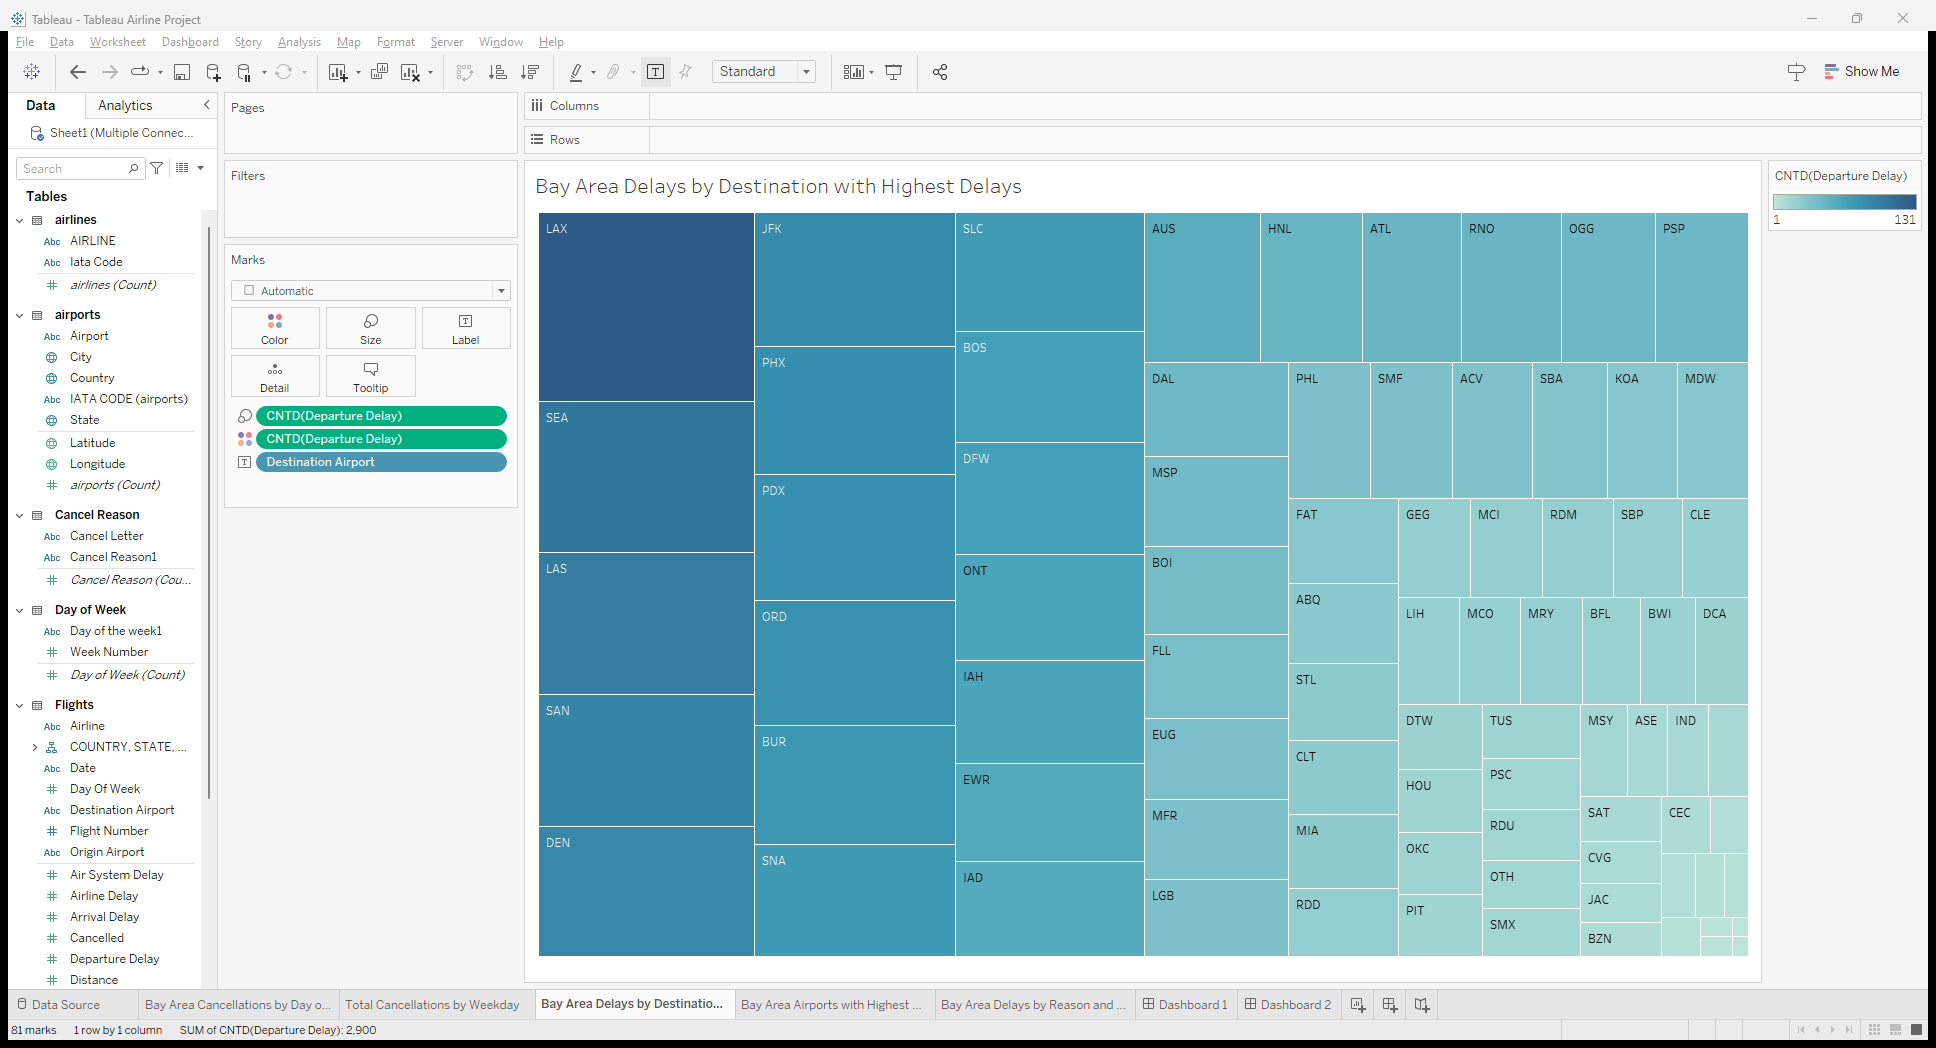 Tableau - Tableau Airline Project
File Data Worksheet Dashboard Story Analysis Map Format Server Window Help
Standard
Show Me
Data Analytics
Sheet1 (Multiple Connec...
Search
Tables
airlines
Abc AIRLINE
Abc Iata Code
airlines (Count)
airports
Abc Airport
City
Country
Abc IATA CODE (airports)
State
Latitude
Longitude
airports (Count)
Cancel Reason
Abc Cancel Letter
Abc Cancel Reason1
Cancel Reason (Cou...
Day of Week
Abc Day of the week1
Week Number
Day of Week (Count)
Flights
Abc Airline
COUNTRY, STATE, ...
Abc Date
Day Of Week
Abc Destination Airport
Flight Number
Abc Origin Airport
Air System Delay
Airline Delay
Arrival Delay
Cancelled
Departure Delay
Distance
Pages
Filters
Marks
Automatic
Color Size Label
Detail Tooltip
CNTD(Departure Delay)
CNTD(Departure Delay)
Destination Airport
Columns
Rows
Bay Area Delays by Destination with Highest Delays
LAX
SEA
LAS
SAN
DEN
JFK
PHX
PDX
ORD
BUR
SNA
SLC
BOS
DFW
ONT
IAH
EWR
IAD
AUS HNL ATL RNO OGG PSP
DAL
MSP
BOI
FLL
EUG
MFR
LGB
PHL SMF ACV SBA KOA MDW
FAT
ABQ
STL
CLT
MIA
RDD
GEG MCI RDM SBP CLE
LIH MCO MRY BFL BWI DCA
DTW
HOU
OKC
PIT
TUS
PSC
RDU
OTH
SMX
MSY ASE IND
SAT
CVG
JAC
BZN
CEC
CNTD(Departure Delay)
1 131
Data Source Bay Area Cancellations by Day o... Total Cancellations by Weekday Bay Area Delays by Destinatio... Bay Area Airports with Highest ... Bay Area Delays by Reason and ... Dashboard 1 Dashboard 2
81 marks 1 row by 1 column SUM of CNTD(Departure Delay): 2,900